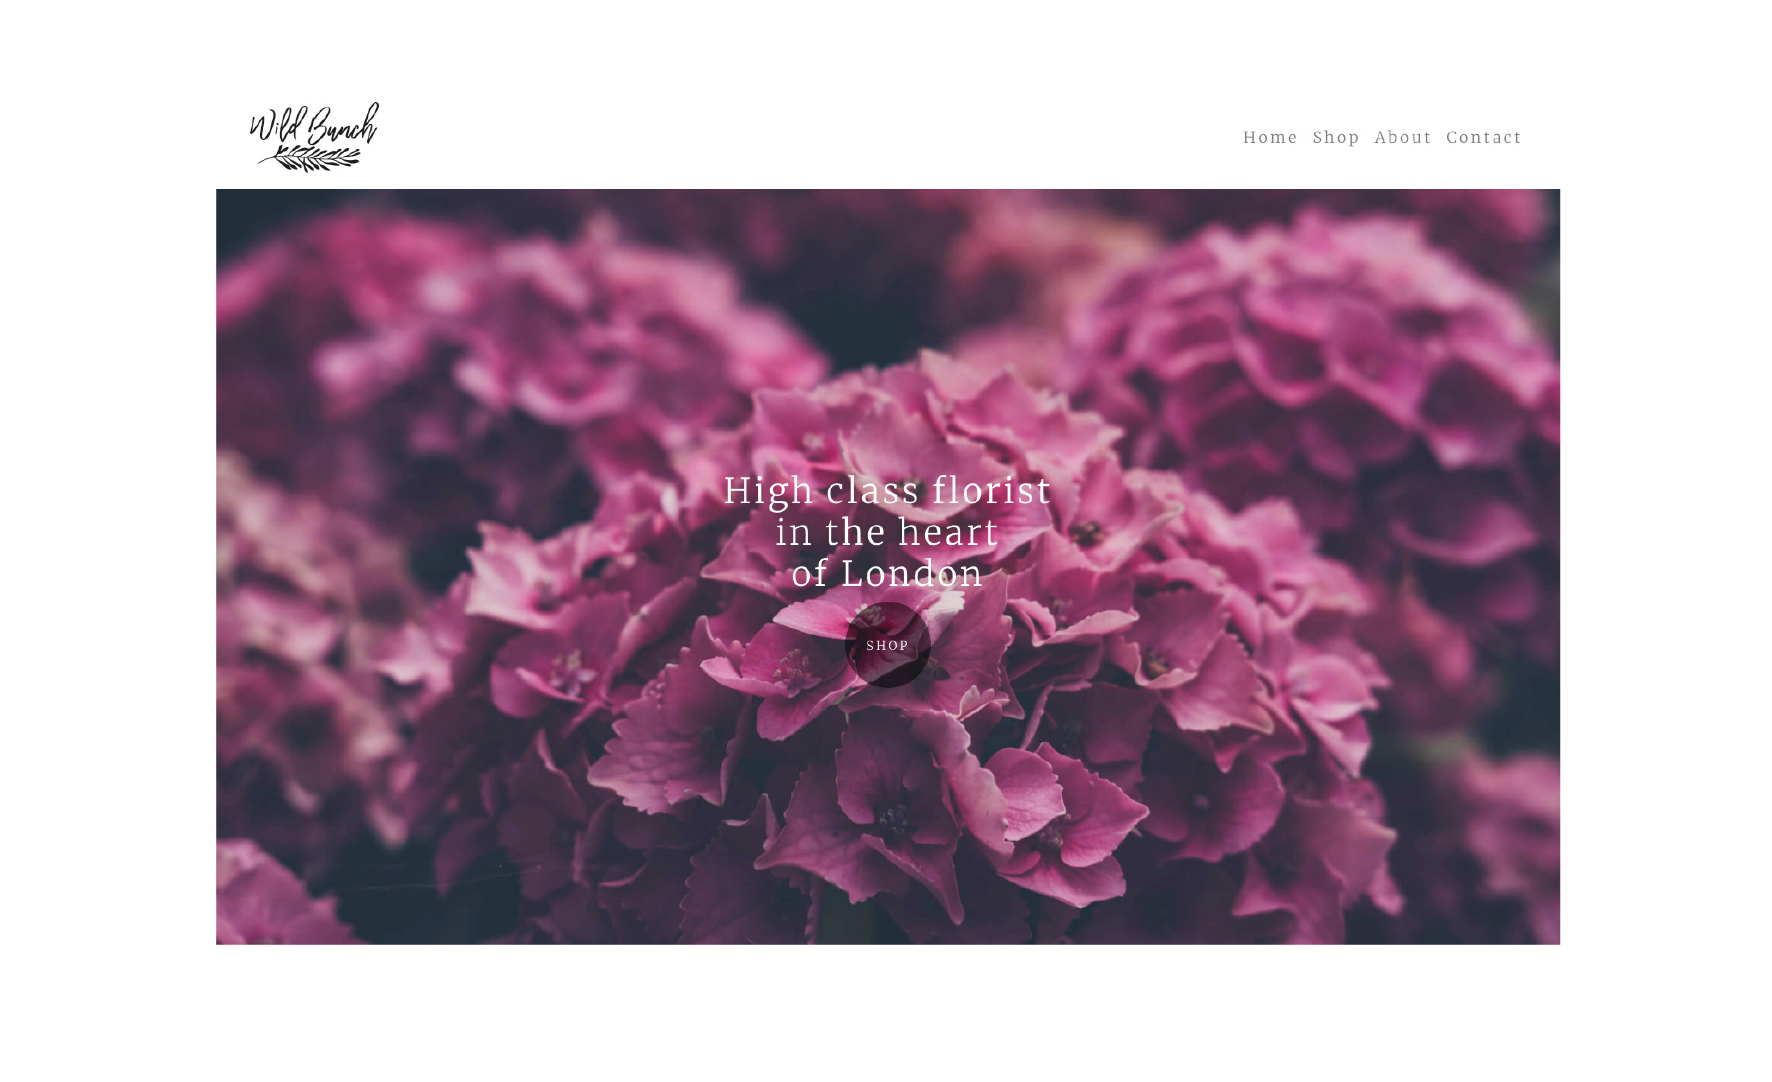 Wild Bunch
Home Shop About Contact
High class florist
in the heart
of London
SHOP